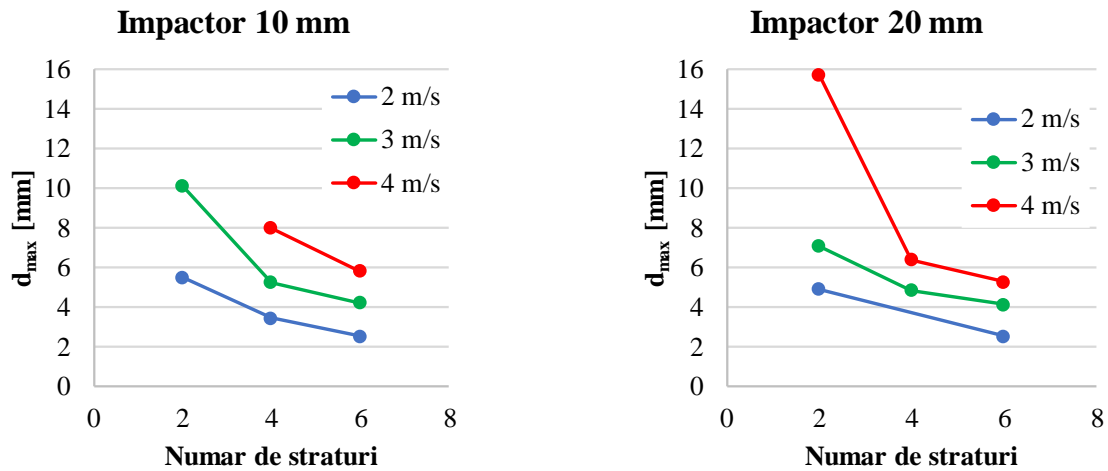 Impactor 10 mm
16
14
12
10
8
6
4
2
0
d_max [mm]
2 m/s
3 m/s
4 m/s
0 2 4 6 8
Numar de straturi
Impactor 20 mm
16
14
12
10
8
6
4
2
0
d_max [mm]
2 m/s
3 m/s
4 m/s
0 2 4 6 8
Numar de straturi